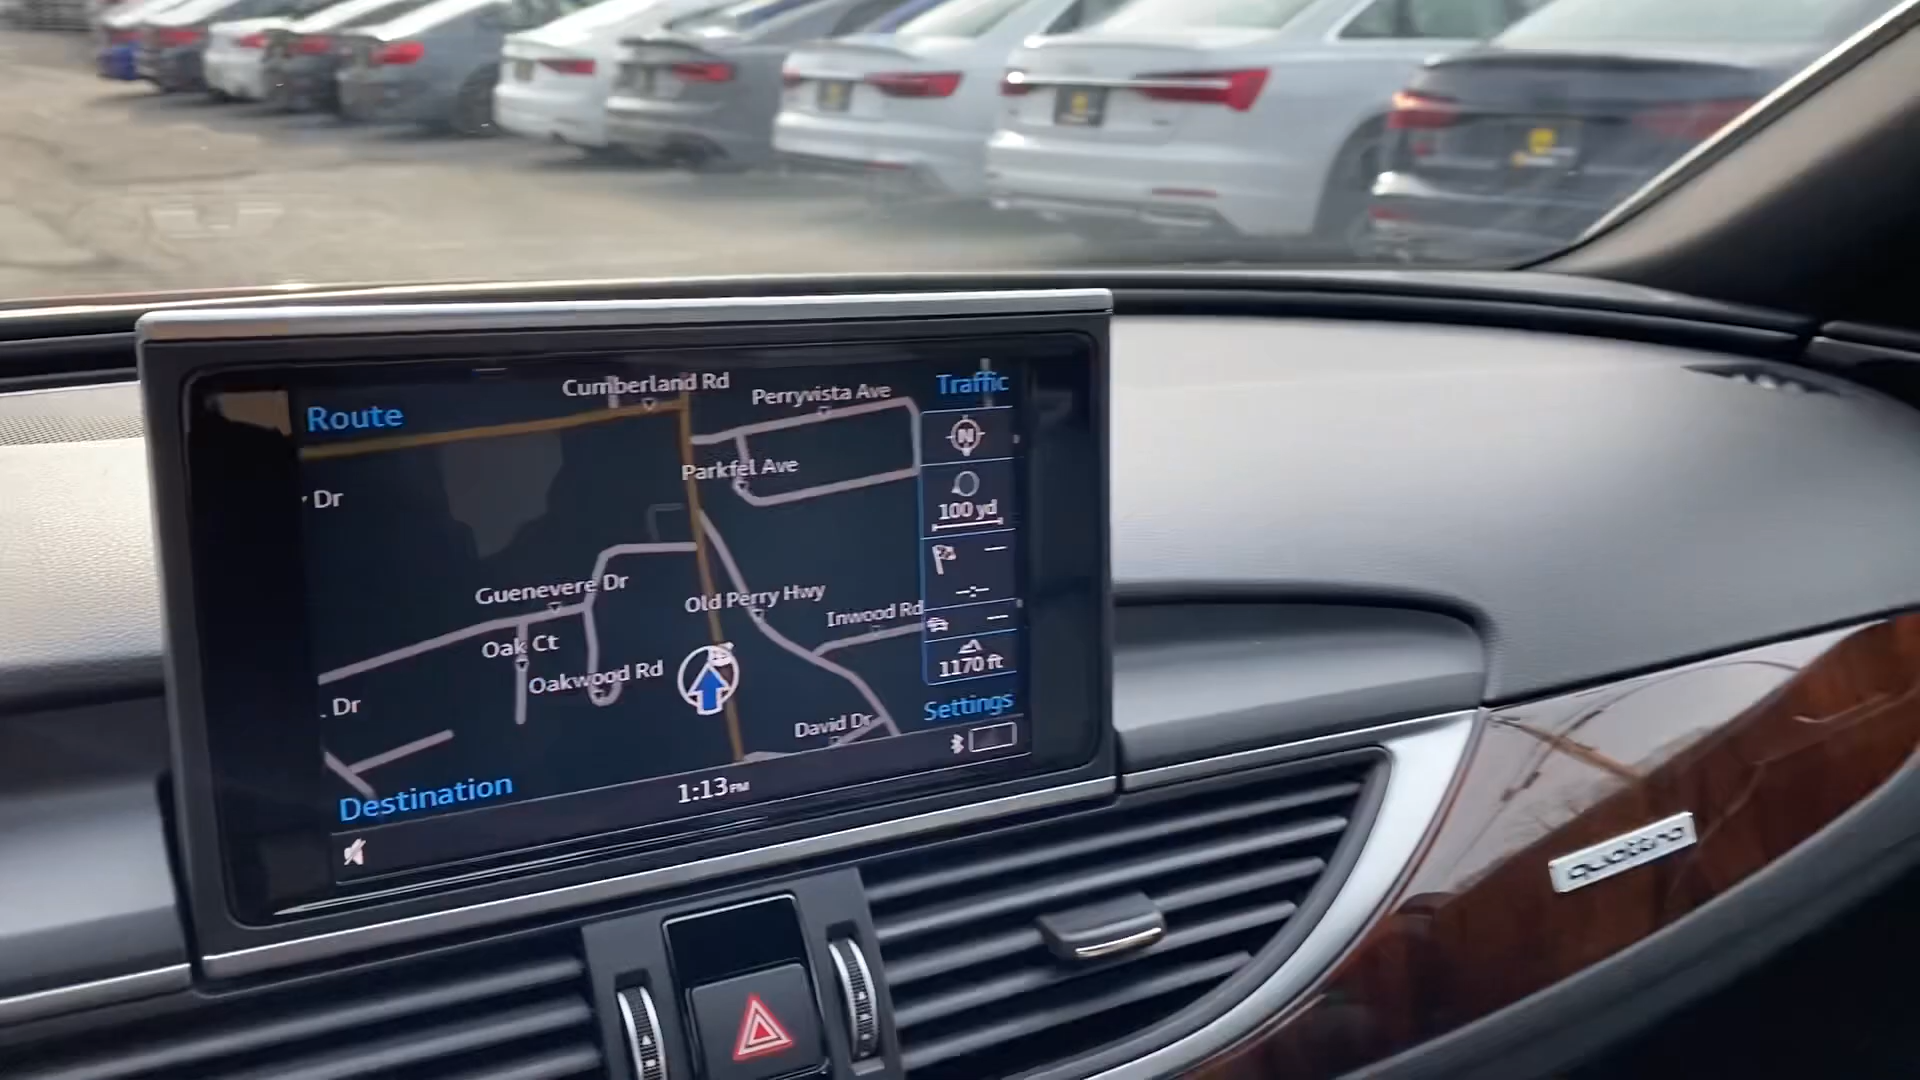 Cumberland Rd
Perryvista Ave
Traffic
Route
N
Parkfel Ave
Dr
100 yd
Guenevere Dr
Old Perry Hwy
Inwood Rd
--:--
Oak Ct
Oakwood Rd
1170 ft
Dr
Settings
David Dr
Destination
1:13PM
quattro